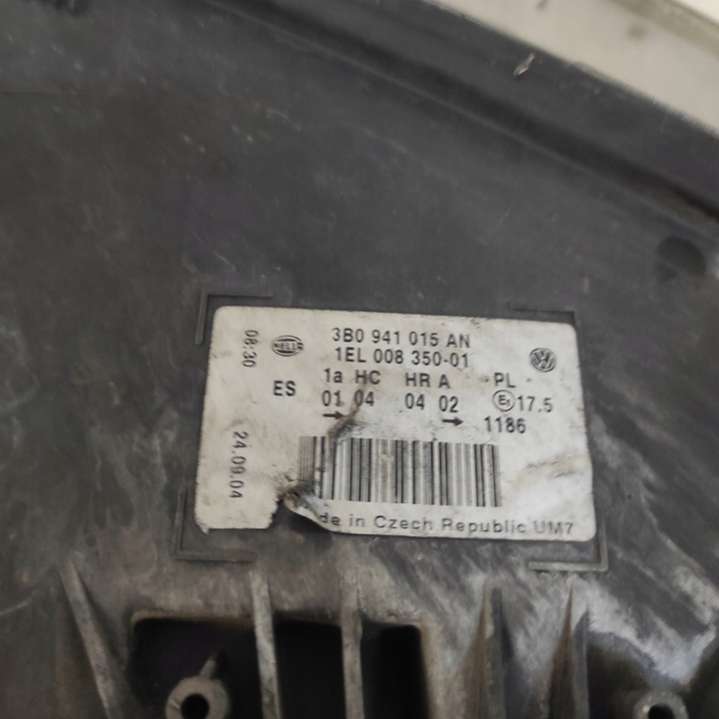 3B0 941 015 AN
08:30 HELLA 1EL 008 350-01
1a HC HR A PL
ES 01 04 04 02 E1 17.5
→ → 1186
24.09.04
in Czech Republic UM7